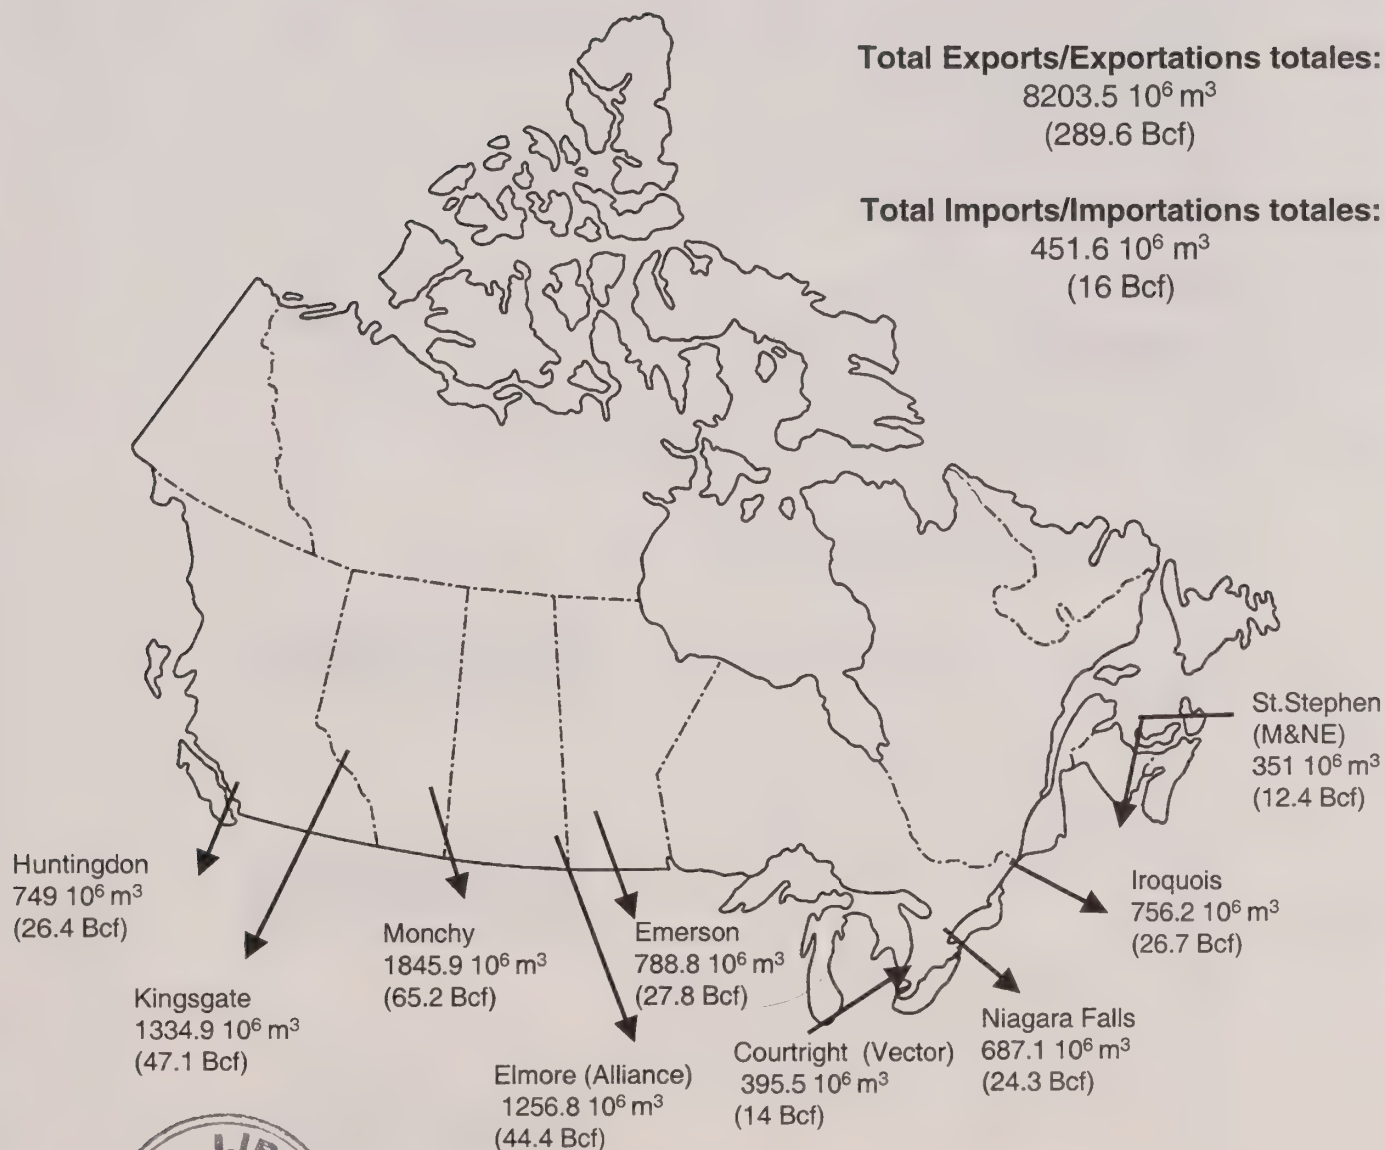 Total Exports/Exportations totales:
8203.5 10⁶ m³
(289.6 Bcf)
Total Imports/Importations totales:
451.6 10⁶ m³
(16 Bcf)
St.Stephen
(M&NE)
351 10⁶ m³
(12.4 Bcf)
Huntingdon
749 10⁶ m³
(26.4 Bcf)
Kingsgate
1334.9 10⁶ m³
(47.1 Bcf)
Monchy
1845.9 10⁶ m³
(65.2 Bcf)
Elmore (Alliance)
1256.8 10⁶ m³
(44.4 Bcf)
Emerson
788.8 10⁶ m³
(27.8 Bcf)
Courtright (Vector)
395.5 10⁶ m³
(14 Bcf)
Niagara Falls
687.1 10⁶ m³
(24.3 Bcf)
Iroquois
756.2 10⁶ m³
(26.7 Bcf)